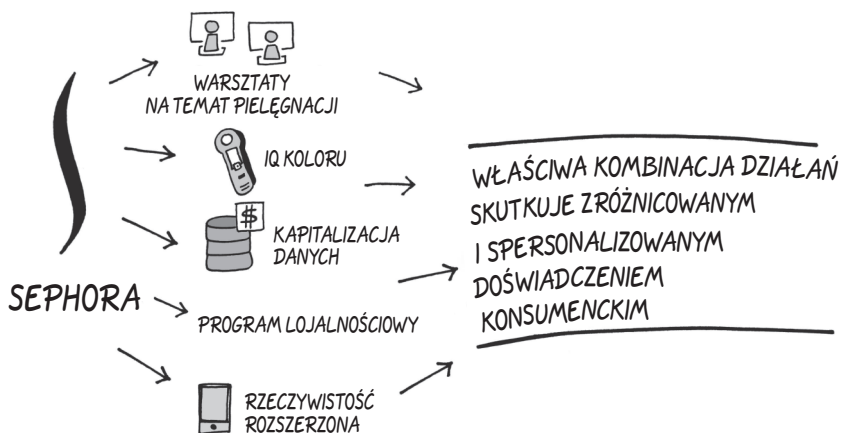 WARSZTATY
NA TEMAT PIELĘGNACJI
IQ KOLORU
$
KAPITALIZACJA
DANYCH
SEPHORA
PROGRAM LOJALNOŚCIOWY
RZECZYWISTOŚĆ
ROZSZERZONA
WŁAŚCIWA KOMBINACJA DZIAŁAŃ
SKUTKUJE ZRÓŻNICOWANYM
I SPERSONALIZOWANYM
DOŚWIADCZENIEM
KONSUMENCKIM